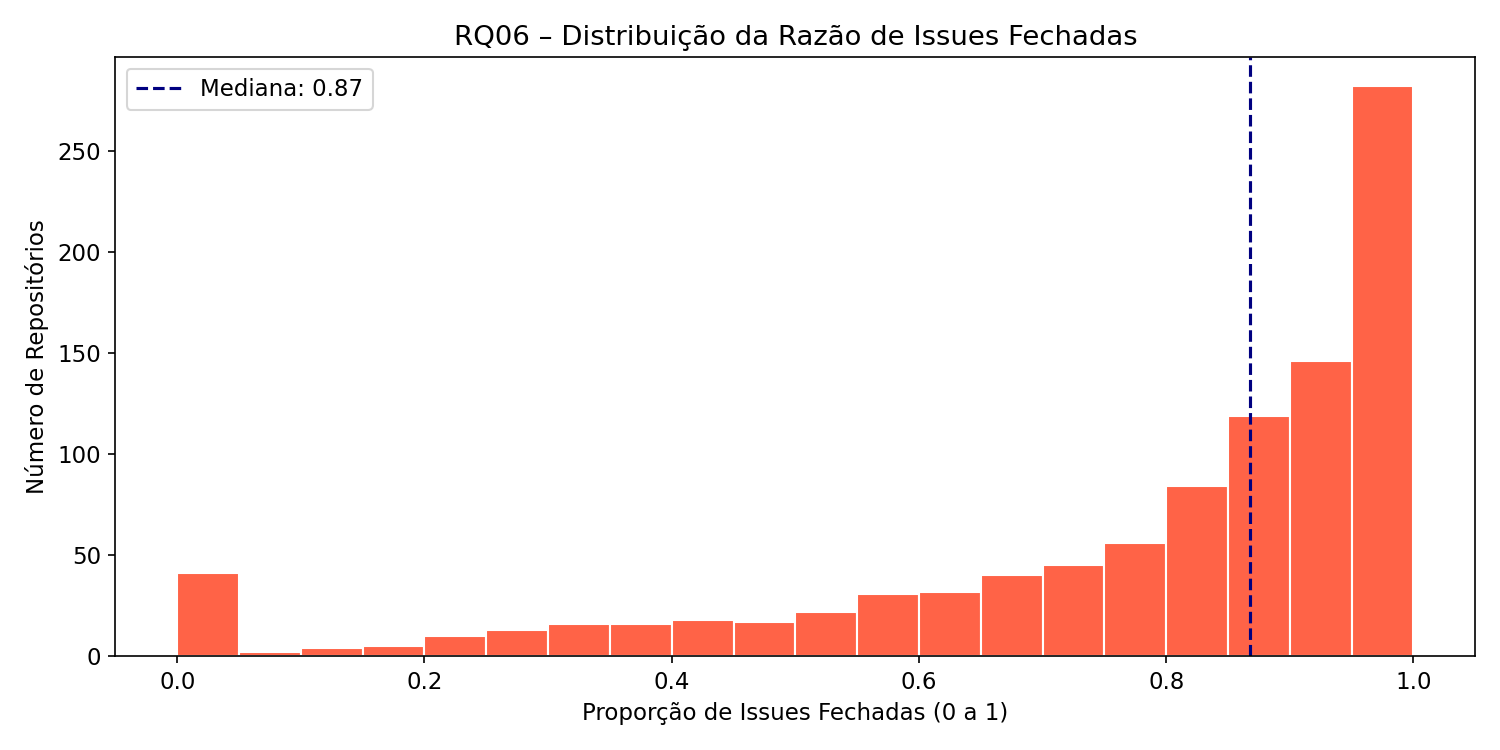 RQ06 – Distribuição da Razão de Issues Fechadas
Mediana: 0.87
Número de Repositórios
250
200
150
100
50
0
0.0 0.2 0.4 0.6 0.8 1.0
Proporção de Issues Fechadas (0 a 1)